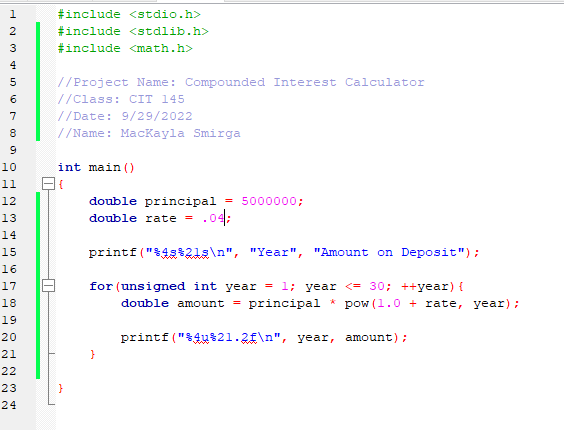 1 #include <stdio.h>
2 #include <stdlib.h>
3 #include <math.h>
4
5 //Project Name: Compounded Interest Calculator
6 //Class: CIT 145
7 //Date: 9/29/2022
8 //Name: MacKayla Smirga
9
10 int main()
11 {
12 double principal = 5000000;
13 double rate = .04;
14
15 printf("%4s%21s\n", "Year", "Amount on Deposit");
16
17 for(unsigned int year = 1; year <= 30; ++year){
18 double amount = principal * pow(1.0 + rate, year);
19
20 printf("%4u%21.2f\n", year, amount);
21 }
22
23 }
24